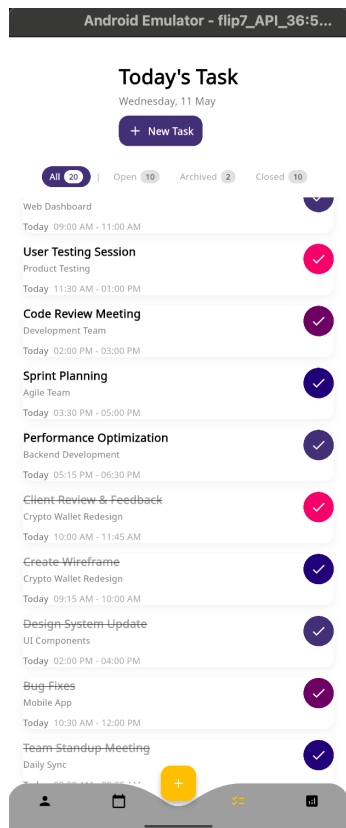 Android Emulator - flip7_API_36:5...
Today's Task
Wednesday, 11 May
+ New Task
All 20 | Open 10 Archived 2 Closed 10
Web Dashboard
Today 09:00 AM - 11:00 AM
User Testing Session
Product Testing
Today 11:30 AM - 01:00 PM
Code Review Meeting
Development Team
Today 02:00 PM - 03:00 PM
Sprint Planning
Agile Team
Today 03:30 PM - 05:00 PM
Performance Optimization
Backend Development
Today 05:15 PM - 06:30 PM
Client Review & Feedback
Crypto Wallet Redesign
Today 10:00 AM - 11:45 AM
Create Wireframe
Crypto Wallet Redesign
Today 09:15 AM - 10:00 AM
Design System Update
UI Components
Today 02:00 PM - 04:00 PM
Bug Fixes
Mobile App
Today 10:30 AM - 12:00 PM
Team Standup Meeting
Daily Sync